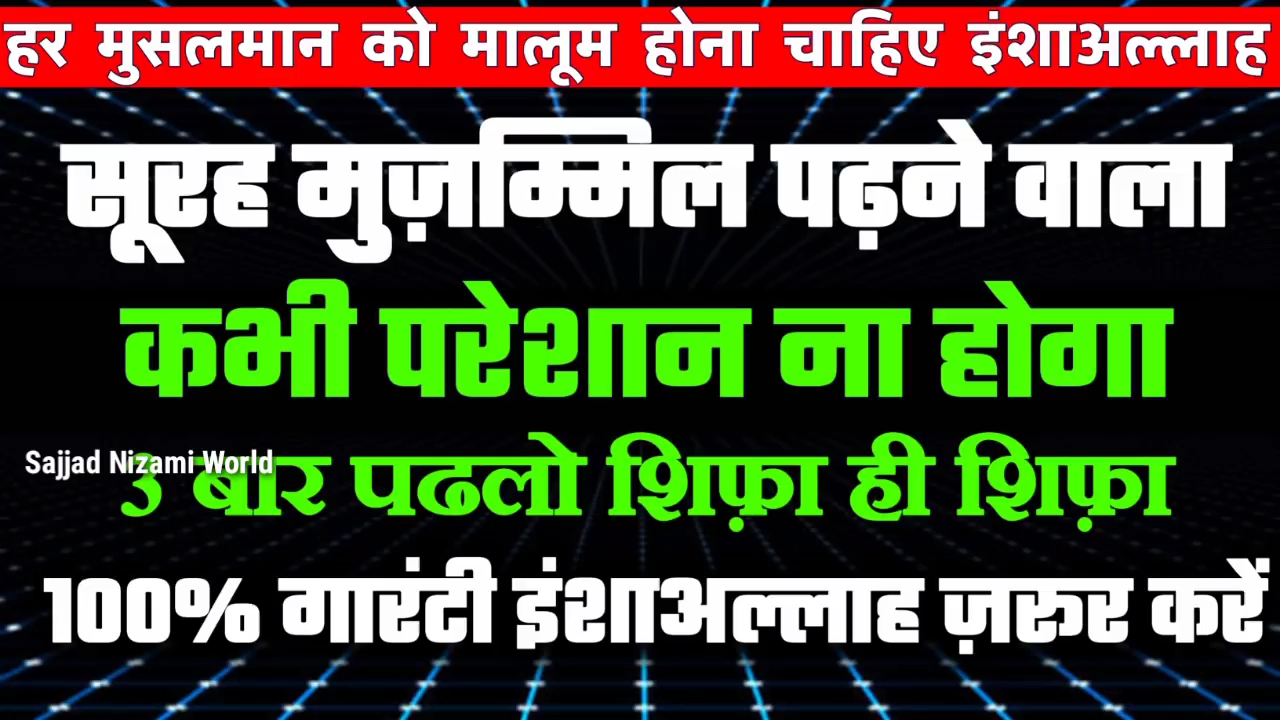 हर मुसलमान को मालूम होना चाहिए इंशाअल्लाह
सूरह मुज़म्मिल पढ़ने वाला
कभी परेशान ना होगा
Sajjad Nizami World
3 बार पढलो शिफ़ा ही शिफ़ा
100% गारंटी इंशाअल्लाह ज़रूर करें